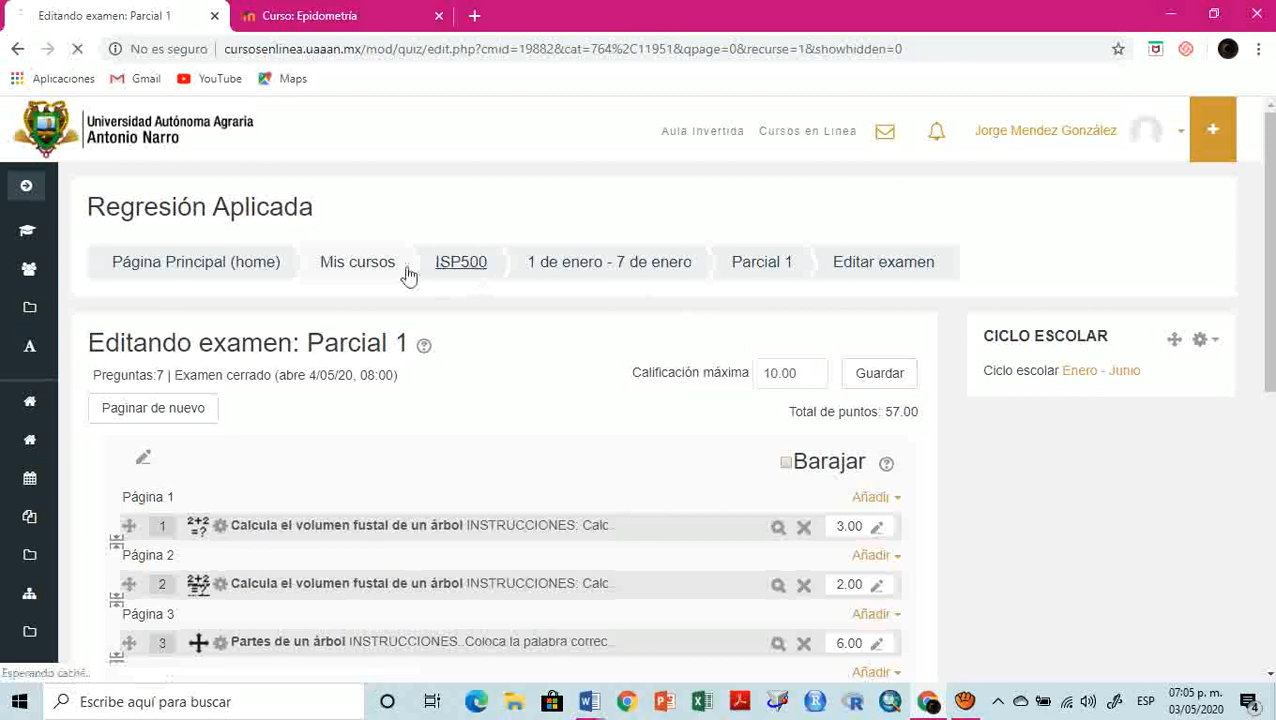 Editando examen: Parcial 1
Curso: Epidometría
No es seguro cursosenlinea.uaaan.mx/mod/quiz/edit.php?cmid=19882&cat=764%2C11951&qpage=0&recurse=1&showhidden=0
Aplicaciones Gmail YouTube Maps
Universidad Autónoma Agraria
Antonio Narro
Aula Invertida Cursos en Línea Jorge Mendez González
Regresión Aplicada
Página Principal (home) Mis cursos ISP500 1 de enero - 7 de enero Parcial 1 Editar examen
Editando examen: Parcial 1
Preguntas:7 | Examen cerrado (abre 4/05/20, 08:00)
Calificación máxima 10.00 Guardar
Paginar de nuevo
Total de puntos: 57.00
CICLO ESCOLAR
Ciclo escolar Enero - Junio
Barajar
Página 1 Añadir
1 2+2=? Calcula el volumen fustal de un árbol INSTRUCCIONES: Calc... 3.00
Página 2 Añadir
2 2+2=? Calcula el volumen fustal de un árbol INSTRUCCIONES: Calc... 2.00
Página 3 Añadir
3 Partes de un árbol INSTRUCCIONES. Coloca la palabra correc... 6.00
Añadir
Esperando caché...
Escribe aquí para buscar
ESP
07:05 p. m.
03/05/2020
4